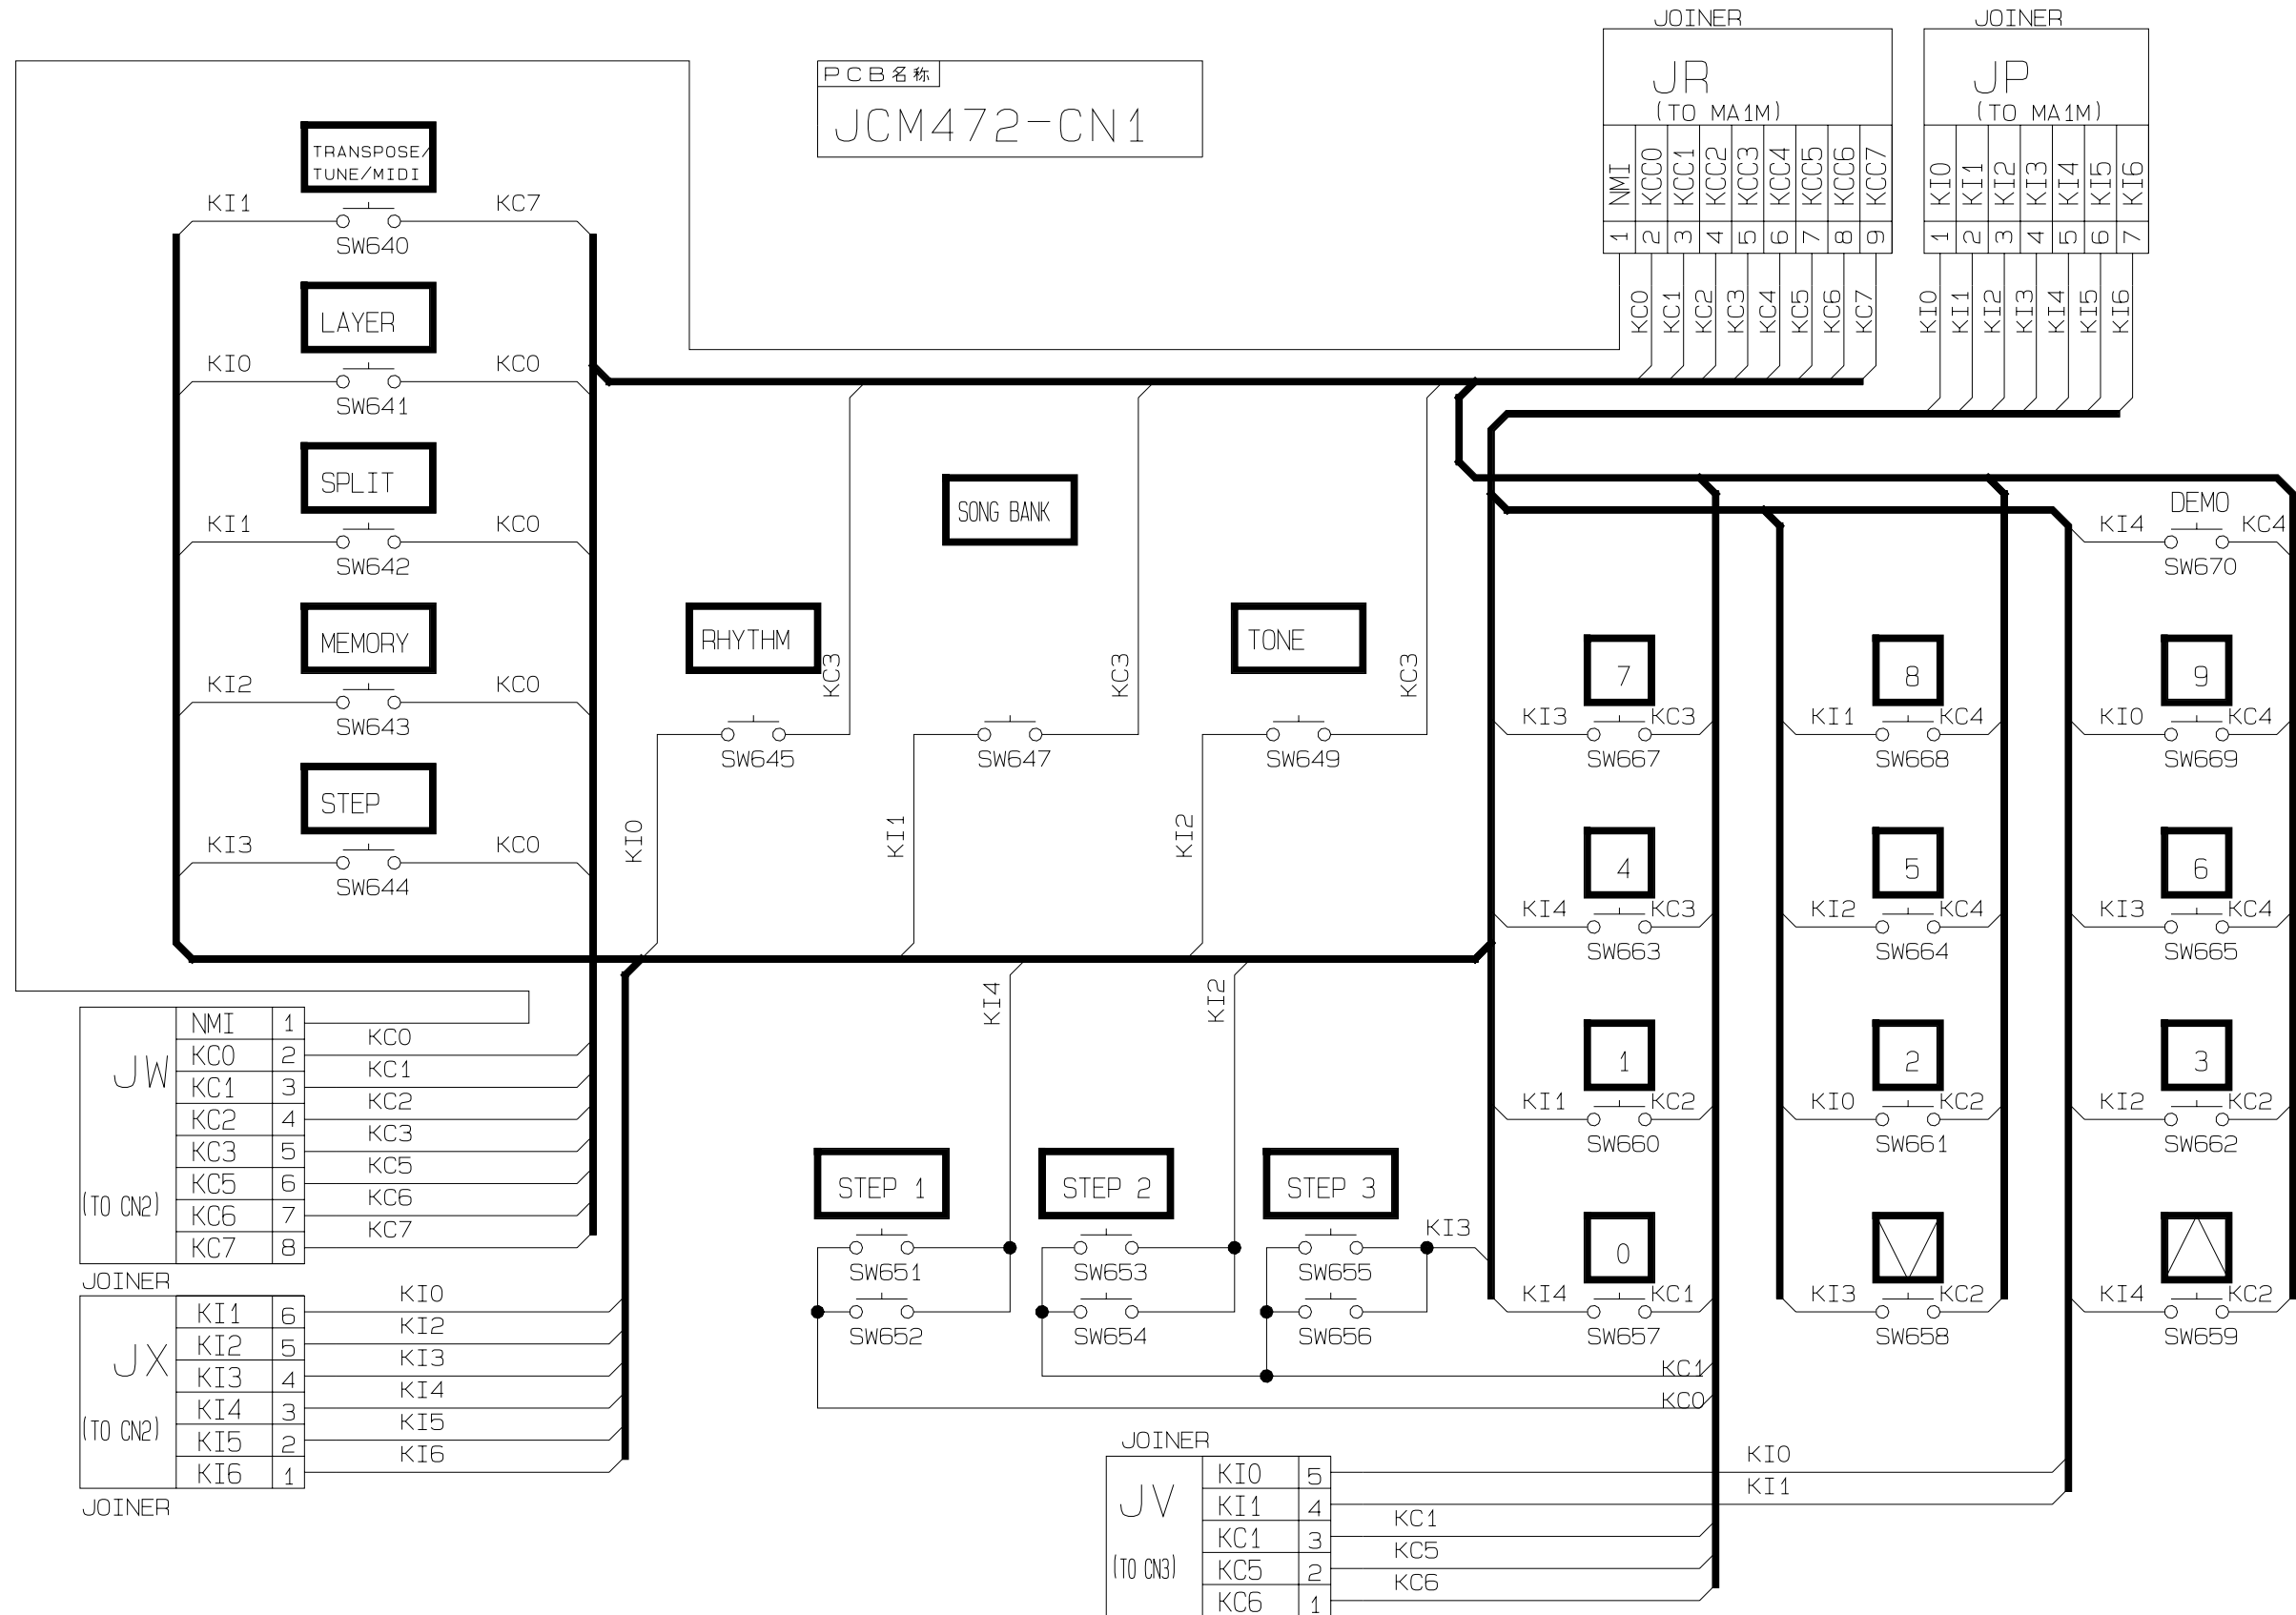 JOINER
JOINER
PCB名称
JCM472-CN1
JR
(TO MA1M)
NMI
KCC0
KCC1
KCC2
KCC3
KCC4
KCC5
KCC6
KCC7
1
2
3
4
5
6
7
8
9
JP
(TO MA1M)
KI0
KI1
KI2
KI3
KI4
KI5
KI6
1
2
3
4
5
6
7
KC0
KC1
KC2
KC3
KC4
KC5
KC6
KC7
KI0
KI1
KI2
KI3
KI4
KI5
KI6
TRANSPOSE/
TUNE/MIDI
KI1
KC7
SW640
LAYER
KI0
KC0
SW641
SPLIT
KI1
KC0
SW642
MEMORY
KI2
KC0
SW643
STEP
KI3
KC0
SW644
RHYTHM
KC3
SW645
KI0
SONG BANK
KC3
SW647
KI1
TONE
KC3
SW649
KI2
DEMO
KI4
KC4
SW670
7
KI3
KC3
SW667
8
KI1
KC4
SW668
9
KI0
KC4
SW669
4
KI4
KC3
SW663
5
KI2
KC4
SW664
6
KI3
KC4
SW665
1
KI1
KC2
SW660
2
KI0
KC2
SW661
3
KI2
KC2
SW662
0
KI4
KC1
SW657
KI3
KC2
SW658
KI4
KC2
SW659
KI4
STEP 1
SW651
SW652
KI2
STEP 2
SW653
SW654
STEP 3
KI3
SW655
SW656
KC1
KC0
JW
(TO CN2)
NMI 1
KC0 2
KC1 3
KC2 4
KC3 5
KC5 6
KC6 7
KC7 8
KC0
KC1
KC2
KC3
KC5
KC6
KC7
JOINER
JX
(TO CN2)
KI1 6
KI2 5
KI3 4
KI4 3
KI5 2
KI6 1
KI0
KI2
KI3
KI4
KI5
KI6
JOINER
JOINER
JV
(TO CN3)
KI0 5
KI1 4
KC1 3
KC5 2
KC6 1
KI0
KI1
KC1
KC5
KC6